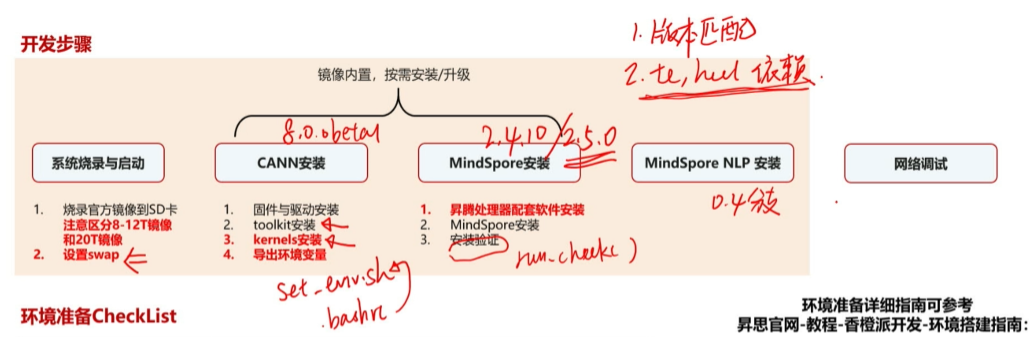 开发步骤
1. 版本匹配
2. te, hccl 依赖.
镜像内置，按需安装/升级
8.0.0beta1
2.4.10/2.5.0
系统烧录与启动
CANN安装
MindSpore安装
MindSpore NLP 安装
网络调试
1. 烧录官方镜像到SD卡
注意区分8-12T镜像
和20T镜像
2. 设置swap
1. 固件与驱动安装
2. toolkit安装
3. kernels安装
4. 导出环境变量
1. 昇腾处理器配套软件安装
2. MindSpore安装
3. 安装验证
0.4分支
run_check()
set_env.sh
.bashrc
环境准备CheckList
环境准备详细指南可参考
昇思官网-教程-香橙派开发-环境搭建指南：